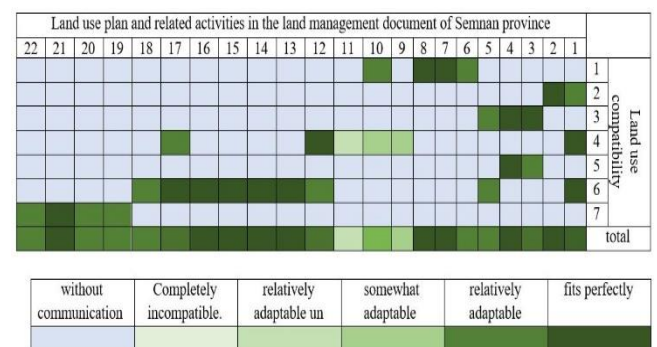 Land use plan and related activities in the land management document of Semnan province
22 21 20 19 18 17 16 15 14 13 12 11 10 9 8 7 6 5 4 3 2 1
1
2
3
4
5
6
7
Land use
compatibility
total
without communication
Completely incompatible.
relatively adaptable un
somewhat adaptable
relatively adaptable
fits perfectly